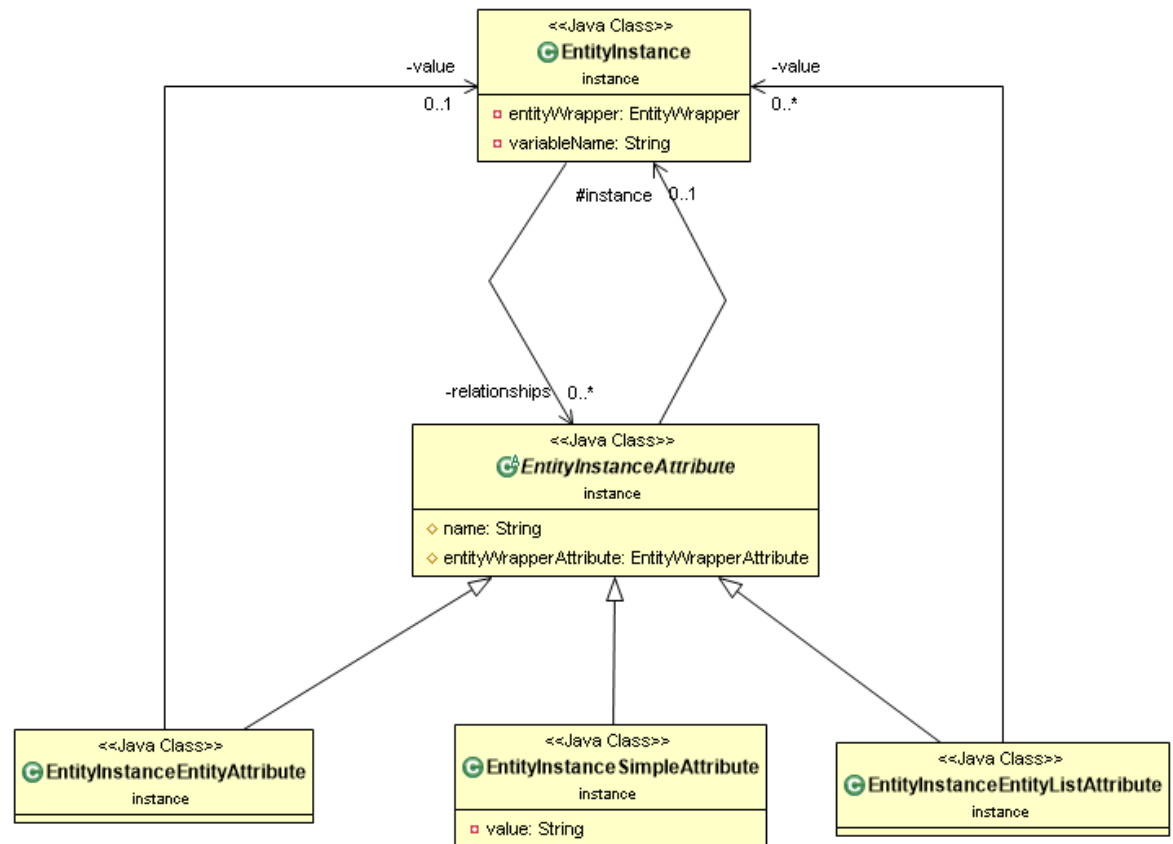 <<Java Class>>
EntityInstance
instance
entityWrapper: EntityWrapper
variableName: String
-value
0..1
-value
0..*
#instance 0..1
-relationships 0..*
<<Java Class>>
EntityInstanceAttribute
instance
name: String
entityWrapperAttribute: EntityWrapperAttribute
<<Java Class>>
EntityInstanceEntityAttribute
instance
<<Java Class>>
EntityInstanceSimpleAttribute
instance
value: String
<<Java Class>>
EntityInstanceEntityListAttribute
instance